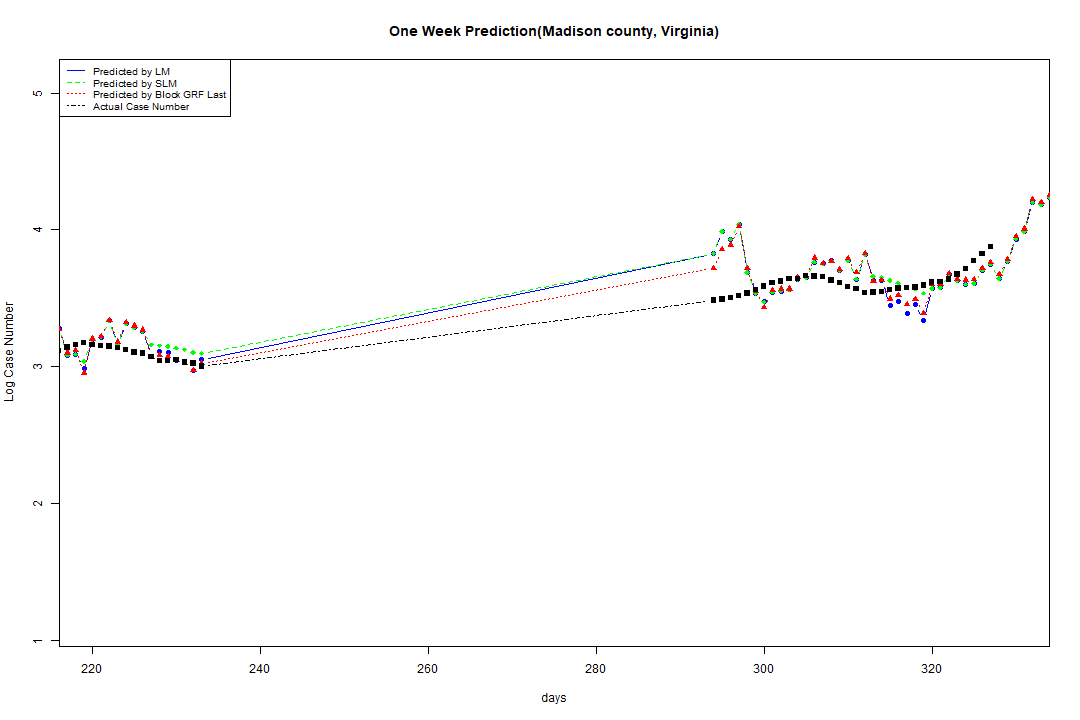 One Week Prediction(Madison county, Virginia)
Predicted by LM
Predicted by SLM
Predicted by Block GRF Last
Actual Case Number
5
4
3
2
1
Log Case Number
220 240 260 280 300 320
days